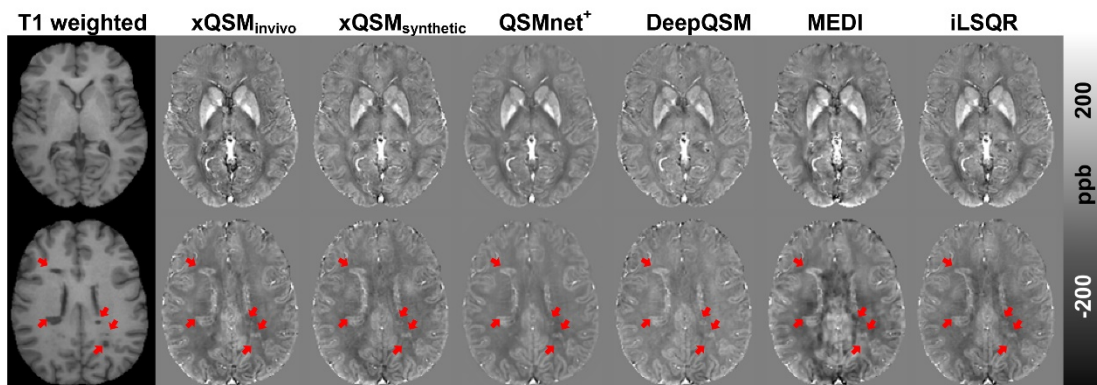 T1 weighted xQSMinvivo xQSMsynthetic QSMnet+ DeepQSM MEDI iLSQR
200
ppb
-200